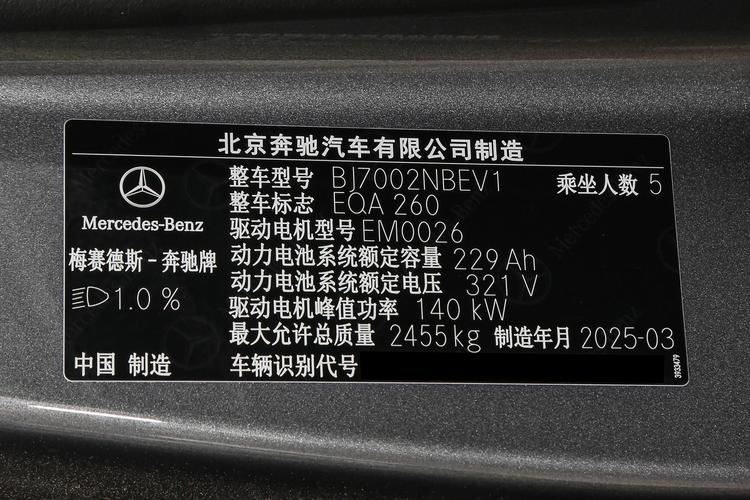 北京奔驰汽车有限公司制造
Mercedes-Benz
梅赛德斯-奔驰牌
1.0 %
中国 制造
整车型号 BJ7002NBEV1 乘坐人数 5
整车标志 EQA 260
驱动电机型号 EM0026
动力电池系统额定容量 229 Ah
动力电池系统额定电压 321 V
驱动电机峰值功率 140 kW
最大允许总质量 2455 kg 制造年月 2025-03
车辆识别代号
3933479